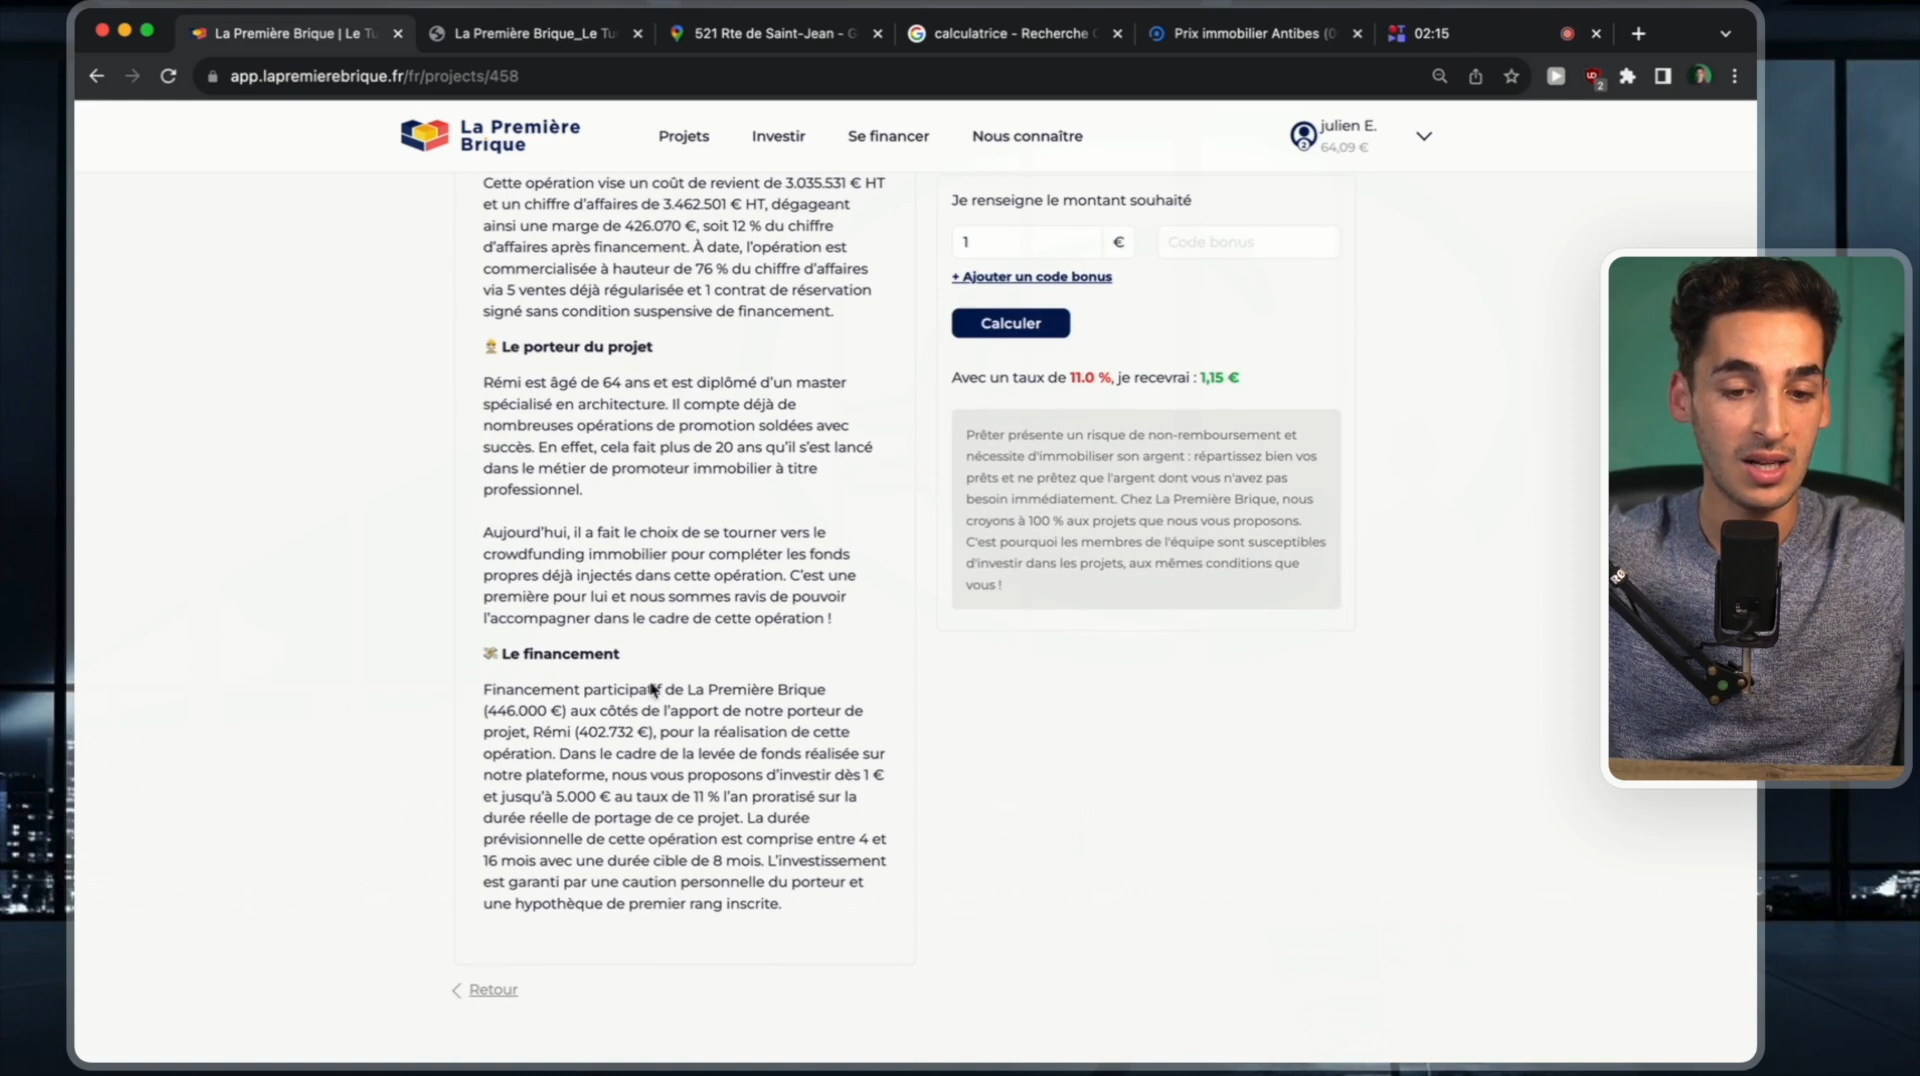 La Première Brique | Le Tu
La Première Brique_Le Tu
521 Rte de Saint-Jean - G
calculatrice - Recherche G
Prix immobilier Antibes (0
02:15
app.lapremierebrique.fr/fr/projects/458
2
La Première
Brique
Projets
Investir
Se financer
Nous connaître
2
julien E.
64,09 €
Cette opération vise un coût de revient de 3.035.531 € HT
et un chiffre d'affaires de 3.462.501 € HT, dégageant
ainsi une marge de 426.070 €, soit 12 % du chiffre
d'affaires après financement. À date, l'opération est
commercialisée à hauteur de 76 % du chiffre d'affaires
via 5 ventes déjà régularisée et 1 contrat de réservation
signé sans condition suspensive de financement.
Le porteur du projet
Rémi est âgé de 64 ans et est diplômé d'un master
spécialisé en architecture. Il compte déjà de
nombreuses opérations de promotion soldées avec
succès. En effet, cela fait plus de 20 ans qu'il s'est lancé
dans le métier de promoteur immobilier à titre
professionnel.
Aujourd'hui, il a fait le choix de se tourner vers le
crowdfunding immobilier pour compléter les fonds
propres déjà injectés dans cette opération. C'est une
première pour lui et nous sommes ravis de pouvoir
l'accompagner dans le cadre de cette opération !
Le financement
Financement participatif de La Première Brique
(446.000 €) aux côtés de l'apport de notre porteur de
projet, Rémi (402.732 €), pour la réalisation de cette
opération. Dans le cadre de la levée de fonds réalisée sur
notre plateforme, nous vous proposons d'investir dès 1 €
et jusqu'à 5.000 € au taux de 11 % l'an proratisé sur la
durée réelle de portage de ce projet. La durée
prévisionnelle de cette opération est comprise entre 4 et
16 mois avec une durée cible de 8 mois. L'investissement
est garanti par une caution personnelle du porteur et
une hypothèque de premier rang inscrite.
Retour
Je renseigne le montant souhaité
1 €
Code bonus
+ Ajouter un code bonus
Calculer
Avec un taux de 11.0 %, je recevrai : 1,15 €
Prêter présente un risque de non-remboursement et
nécessite d'immobiliser son argent : répartissez bien vos
prêts et ne prêtez que l'argent dont vous n'avez pas
besoin immédiatement. Chez La Première Brique, nous
croyons à 100 % aux projets que nous vous proposons.
C'est pourquoi les membres de l'équipe sont susceptibles
d'investir dans les projets, aux mêmes conditions que
vous !